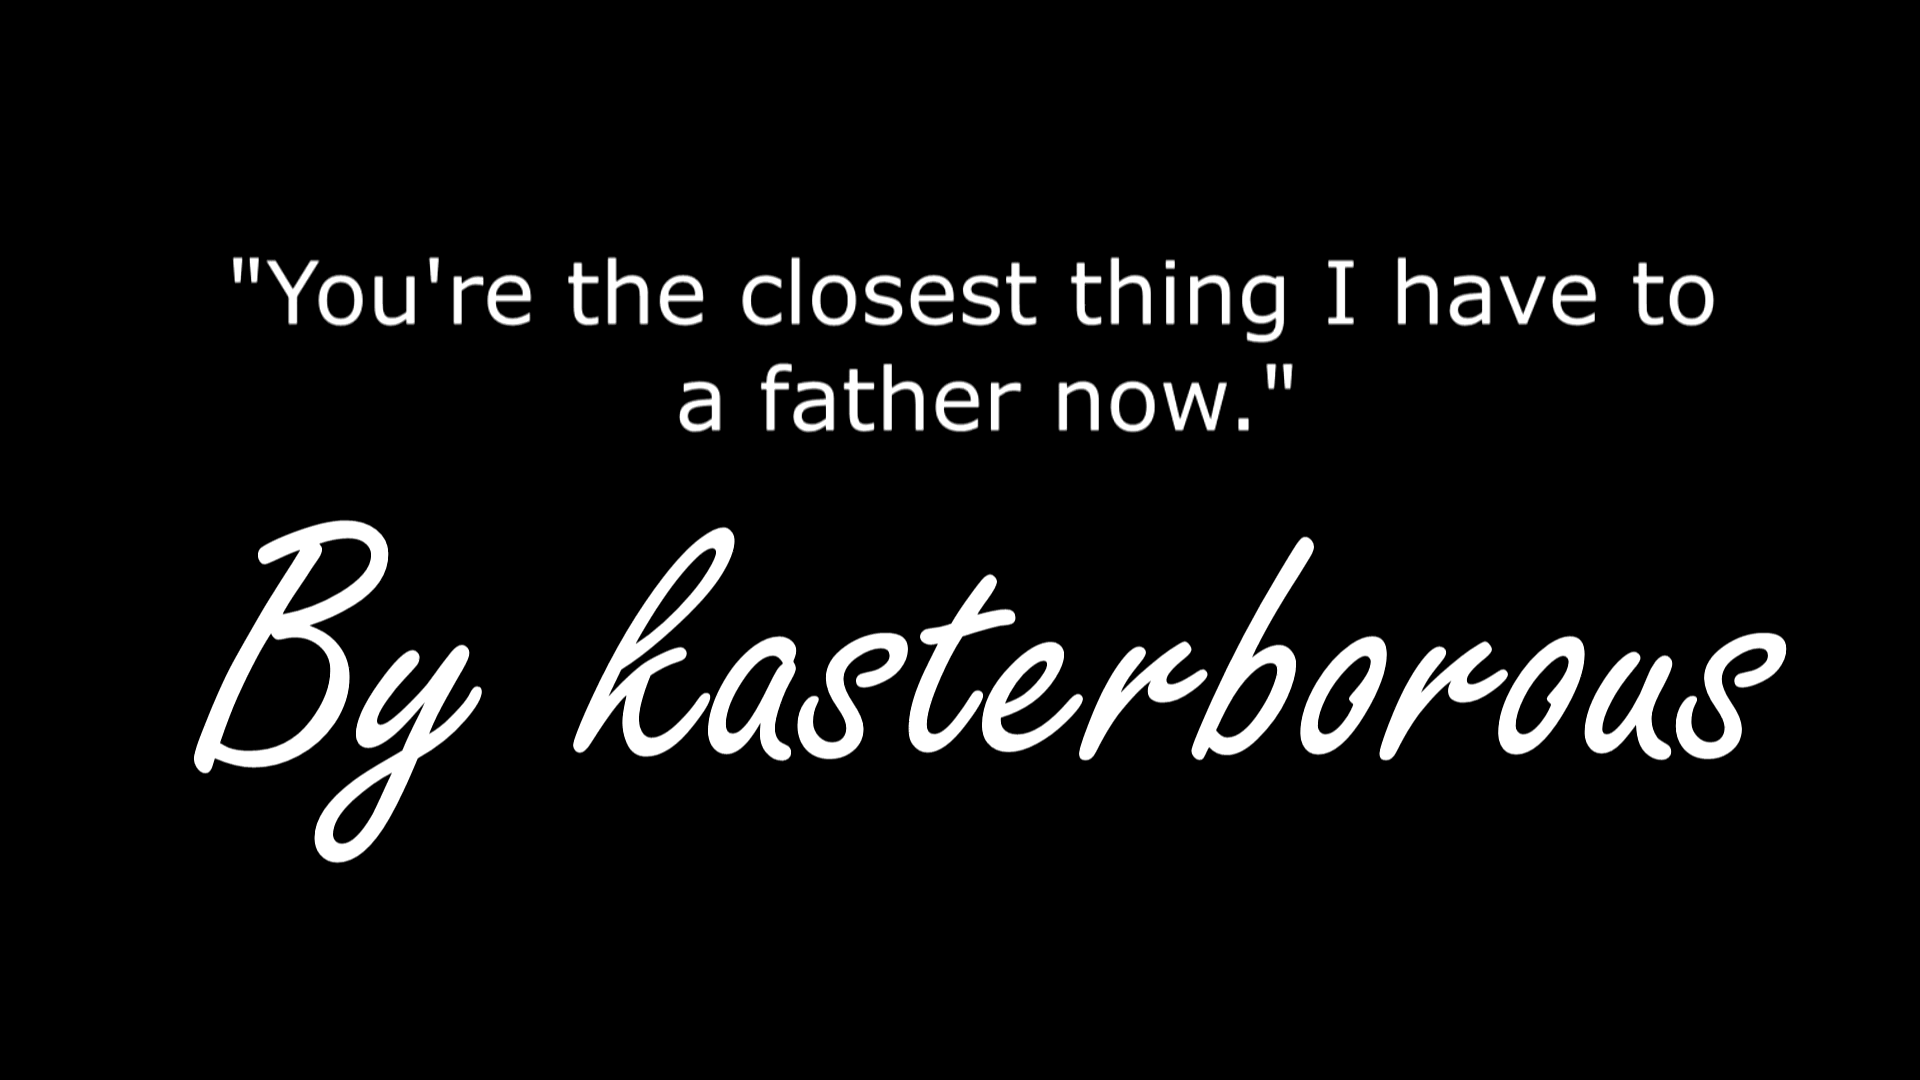 "You're the closest thing I have to
a father now."
By kasterborous